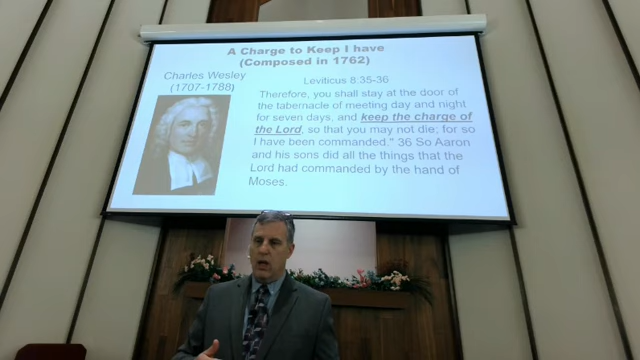 A Charge to Keep I have
(Composed in 1762)
Charles Wesley
(1707-1788)
Leviticus 8:35-36
Therefore, you shall stay at the door of
the tabernacle of meeting day and night
for seven days, and keep the charge of
the Lord, so that you may not die; for so
I have been commanded." 36 So Aaron
and his sons did all the things that the
Lord had commanded by the hand of
Moses.